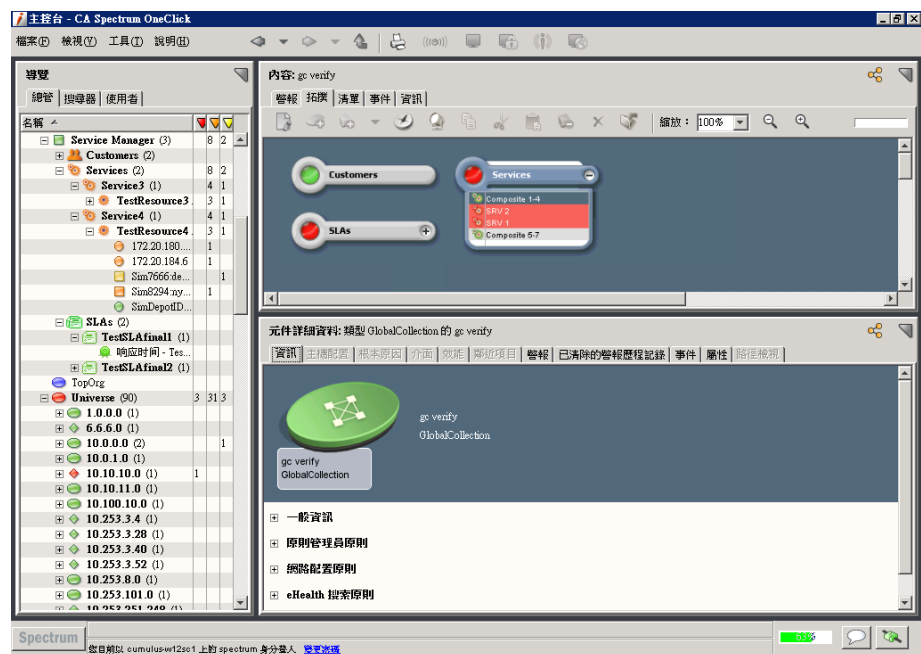 主控台 - CA Spectrum OneClick
檔案(F) 檢視(V) 工具(T) 說明(H)
導覽
總管 搜尋器 使用者
名稱
Service Manager (3) 8 2
Customers (2)
Services (2) 8 2
Service3 (1) 4 1
TestResource3. 3 1
Service4 (1) 4 1
TestResource4. 3 1
172.20.180.... 1
172.20.184.6 1
Sim7666:de... 1
Sim8294:ny... 1
SimDepotID...
SLAs (2)
TestSLAfinal1 (1)
响应时间 - Tes...
TestSLAfinal2 (1)
TopOrg
Universe (90) 3 31 3
1.0.0.0 (1)
6.6.6.0 (1)
10.0.0.0 (2) 1
10.0.1.0 (1)
10.10.10.0 (1) 1
10.10.11.0 (1)
10.100.10.0 (1)
10.253.3.4 (1)
10.253.3.28 (1)
10.253.3.40 (1)
10.253.3.52 (1)
10.253.8.0 (1)
10.253.101.0 (1)
10.253.251.248 (1)
內容: gc verify
警報 拓撲 清單 事件 資訊
縮放: 100%
Customers
Services
Composite 1-4
SRV 2
SRV 1
Composite 5-7
SLAs
元件詳細資料: 類型 GlobalCollection 的 gc verify
資訊 主機配置 根本原因 介面 效能 鄰近項目 警報 已清除的警報歷程記錄 事件 屬性 路徑檢視
gc verify
GlobalCollection
gc verify
GlobalCollection
一般資訊
原則管理員原則
網路配置原則
eHealth 搜索原則
Spectrum
您目前以 cumulus-w12sc1 上的 spectrum 身分登入 變更密碼
63%